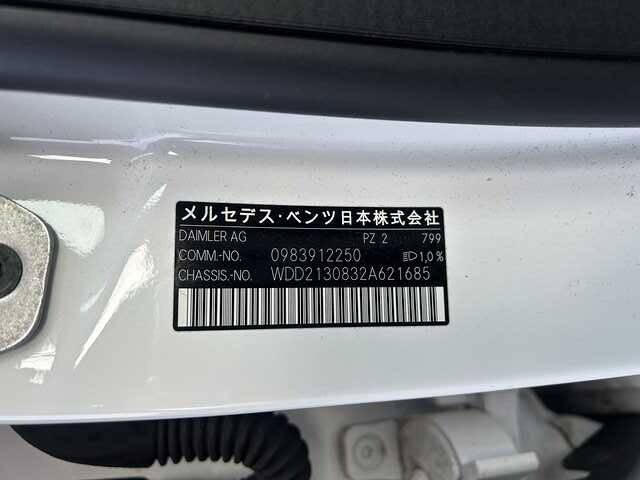 メルセデス・ベンツ日本株式会社
DAIMLER AG PZ 2 799
COMM.-NO. 0983912250 1,0%
CHASSIS.-NO. WDD2130832A621685